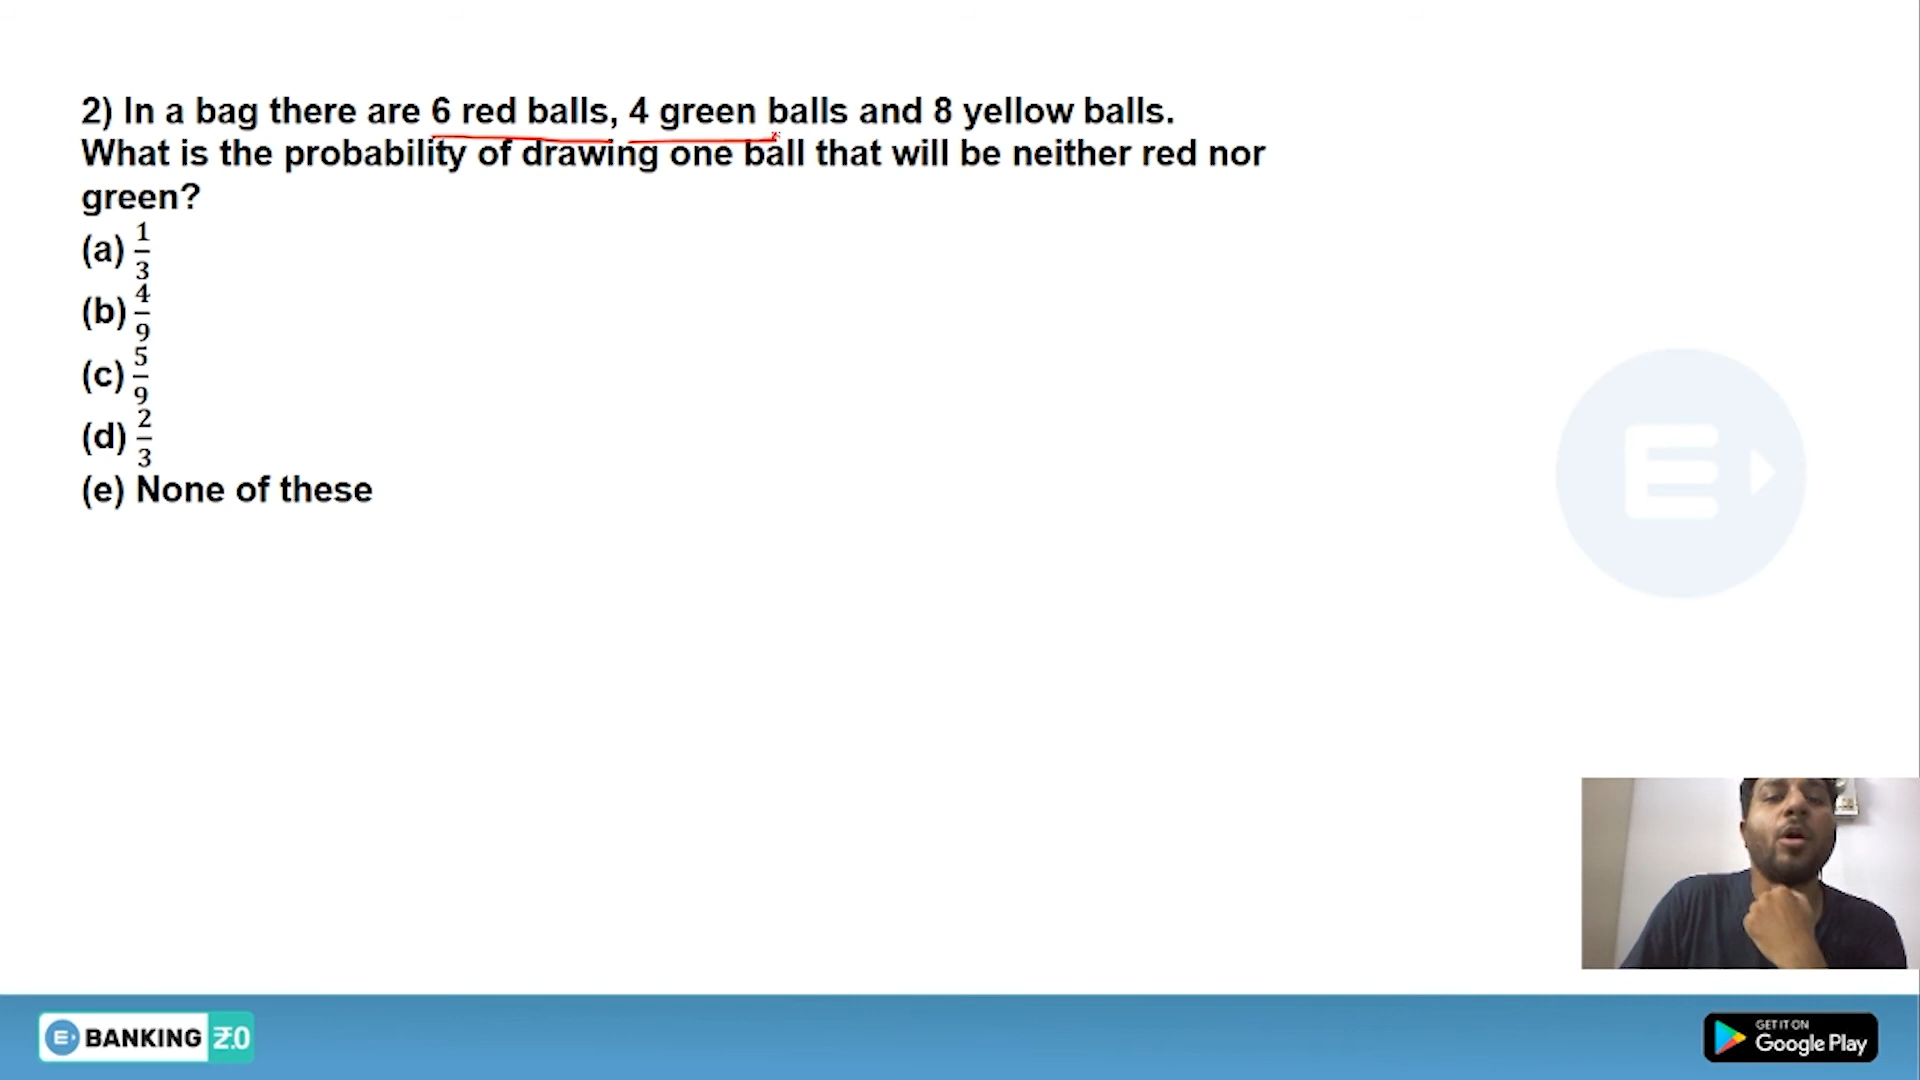 2) In a bag there are 6 red balls, 4 green balls and 8 yellow balls.
What is the probability of drawing one ball that will be neither red nor
green?
(a) 1/3
(b) 4/9
(c) 5/9
(d) 2/3
(e) None of these
E BANKING ₹.0
GET IT ON
Google Play